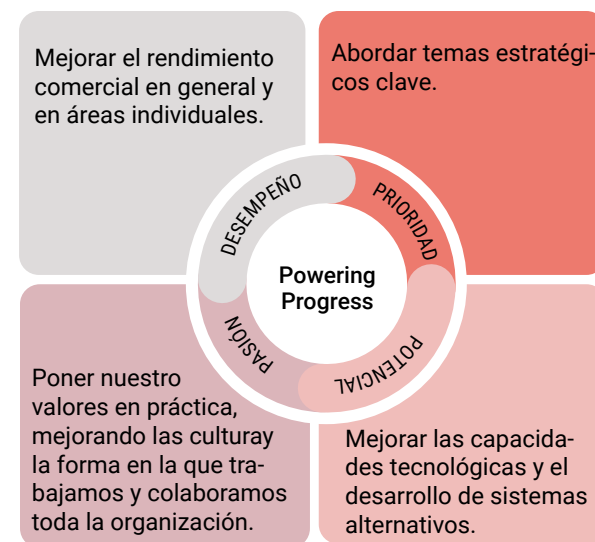 Mejorar el rendimiento
comercial en general y
en áreas individuales.
Abordar temas estratégi-
cos clave.
DESEMPEÑO
PRIORIDAD
Powering
Progress
PASIÓN
POTENCIAL
Poner nuestro
valores en práctica,
mejorando las culturay
la forma en la que tra-
bajamos y colaboramos
toda la organización.
Mejorar las capacida-
des tecnológicas y el
desarrollo de sistemas
alternativos.